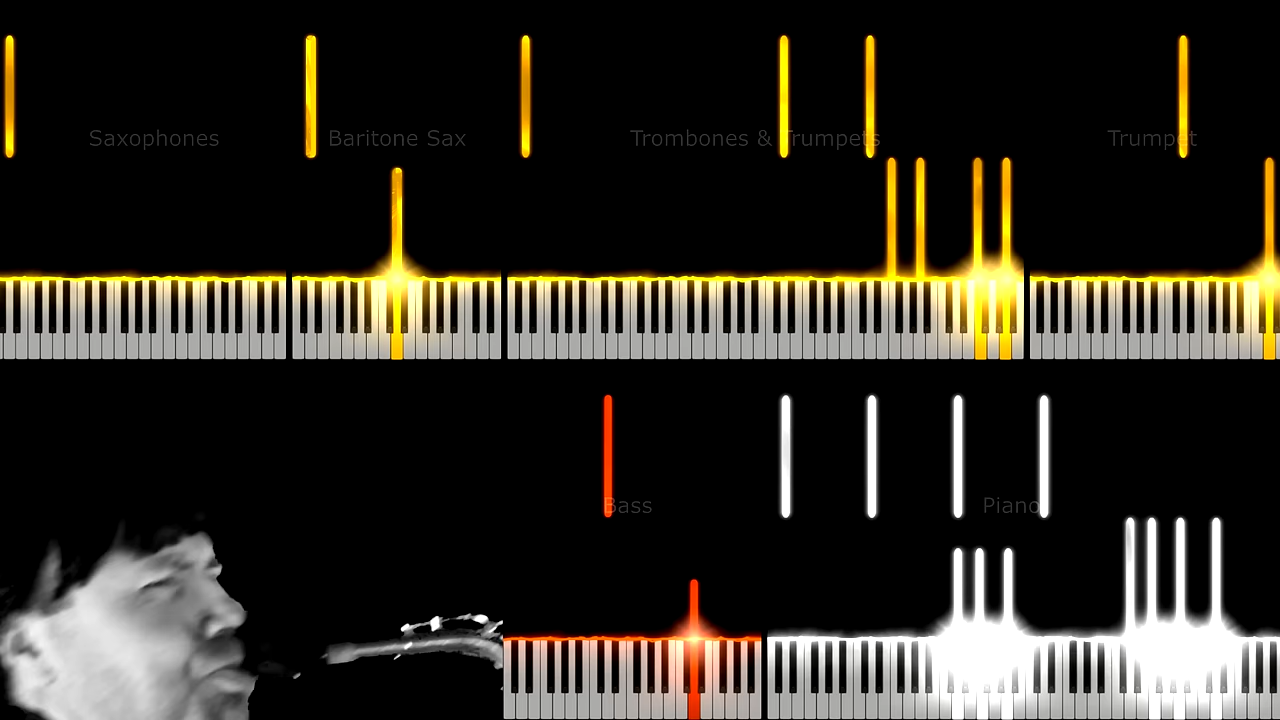 Saxophones
Baritone Sax
Trombones & Trumpets
Trumpet
Bass
Piano